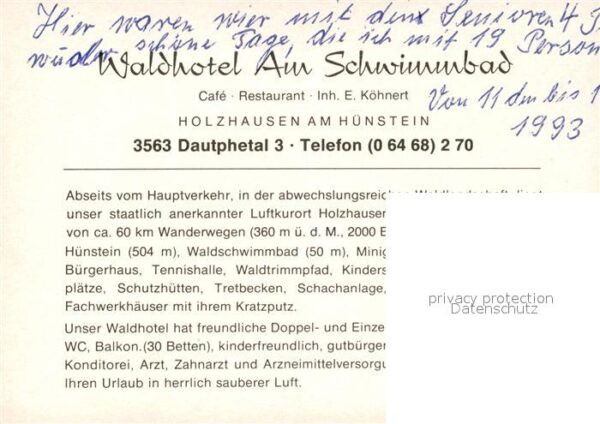 Hier waren wier mit den Senioren 4
wunder schöne Tage, die ich mit 19 Person
Waldhotel Am Schwimmbad
Café · Restaurant · Inh. E. Köhnert
Von 11 den bis 1
HOLZHAUSEN AM HÜNSTEIN
1993
3563 Dautphetal 3 · Telefon (0 64 68) 2 70
Abseits vom Hauptverkehr, in der abwechslungsreichen Waldlandschaft liegt
unser staatlich anerkannter Luftkurort Holzhausen
von ca. 60 km Wanderwegen (360 m ü. d. M., 2000 E
Hünstein (504 m), Waldschwimmbad (50 m), Minig
Bürgerhaus, Tennishalle, Waldtrimmpfad, Kinders
plätze, Schutzhütten, Tretbecken, Schachanlage,
Fachwerkhäuser mit ihrem Kratzputz.
privacy protection
Datenschutz
Unser Waldhotel hat freundliche Doppel- und Einze
WC, Balkon.(30 Betten), kinderfreundlich, gutbürger
Konditorei, Arzt, Zahnarzt und Arzneimittelversorgu
Ihren Urlaub in herrlich sauberer Luft.